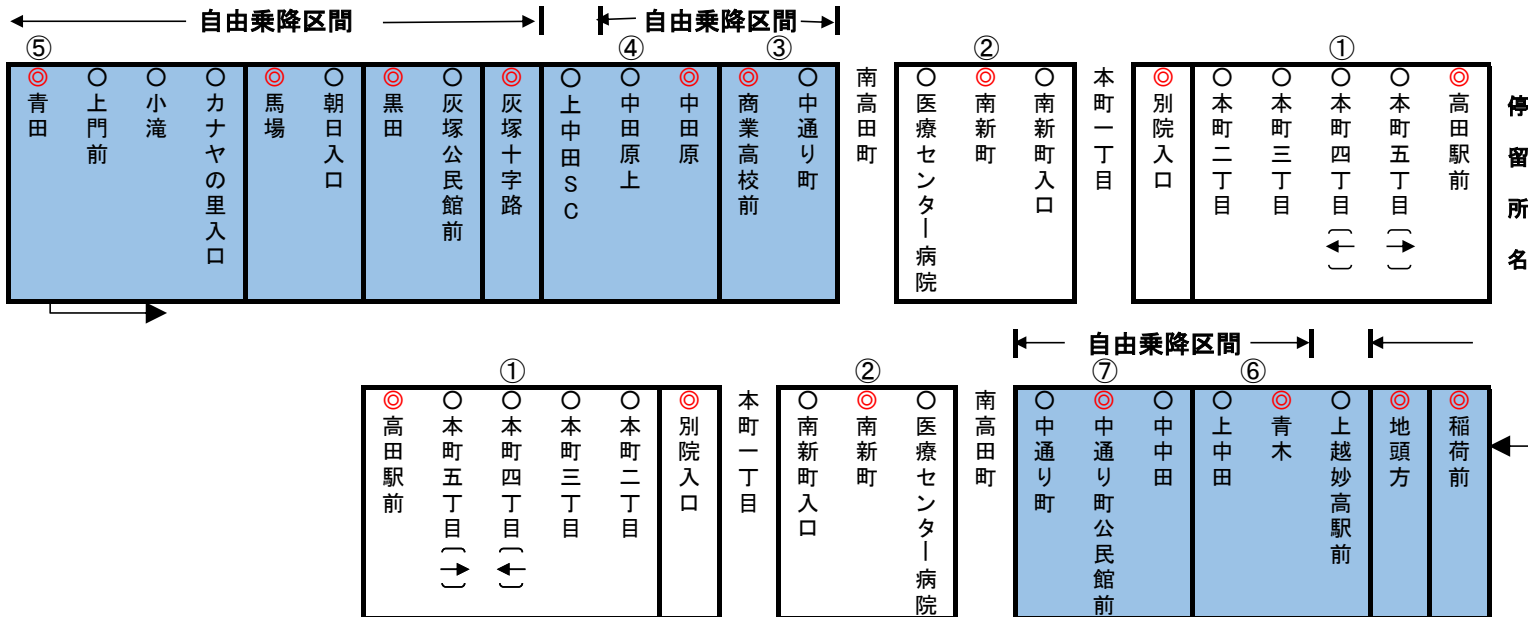 自由乗降区間
自由乗降区間
⑤
④
③
②
①
◎青田
○上門前
○小滝
○カナヤの里入口
◎馬場
○朝日入口
◎黒田
○灰塚公民館前
◎灰塚十字路
○上中田SC
○中田原上
◎中田原
◎商業高校前
○中通り町
南高田町
○医療センター病院
◎南新町
○南新町入口
本町一丁目
◎別院入口
○本町二丁目
○本町三丁目
○本町四丁目(←)
○本町五丁目(→)
◎高田駅前
停留所名
自由乗降区間
①
②
⑦
⑥
◎高田駅前
○本町五丁目(→)
○本町四丁目(←)
○本町三丁目
○本町二丁目
◎別院入口
本町一丁目
○南新町入口
◎南新町
○医療センター病院
南高田町
○中通り町
◎中通り町公民館前
○中中田
○上中田
◎青木
○上越妙高駅前
◎地頭方
◎稲荷前